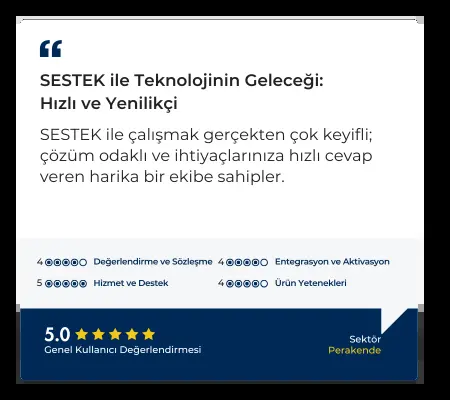 SESTEK ile Teknolojinin Geleceği:
Hızlı ve Yenilikçi
SESTEK ile çalışmak gerçekten çok keyifli;
çözüm odaklı ve ihtiyaçlarınıza hızlı cevap
veren harika bir ekibe sahipler.
4 Değerlendirme ve Sözleşme 4 Entegrasyon ve Aktivasyon
5 Hizmet ve Destek 4 Ürün Yetenekleri
5.0
Genel Kullanıcı Değerlendirmesi
Sektör
Perakende